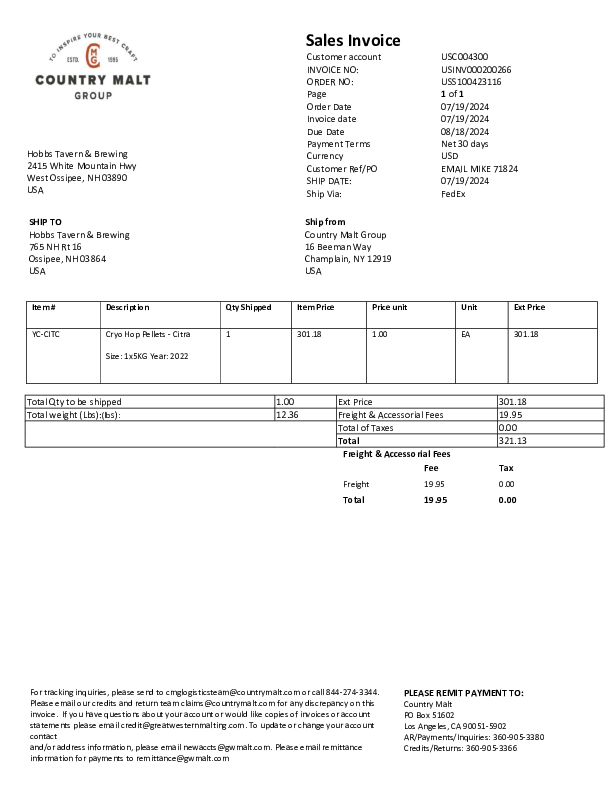 TO INSPIRE YOUR BEST CRAFT
ESTD. CMG 1995
COUNTRY MALT
GROUP
Sales Invoice
Customer account USC004300
INVOICE NO: USINV000200266
ORDER NO: USS100423116
Page 1 of 1
Order Date 07/19/2024
Invoice date 07/19/2024
Due Date 08/18/2024
Payment Terms Net 30 days
Currency USD
Customer Ref/PO EMAIL MIKE 71824
SHIP DATE: 07/19/2024
Ship Via: FedEx
Hobbs Tavern & Brewing
2415 White Mountain Hwy
West Ossipee, NH 03890
USA
SHIP TO
Hobbs Tavern & Brewing
765 NH Rt 16
Ossipee, NH 03864
USA
Ship from
Country Malt Group
16 Beeman Way
Champlain, NY 12919
USA
Item # Description Qty Shipped Item Price Price unit Unit Ext Price
YC-CITC Cryo Hop Pellets - Citra 1 301.18 1.00 EA 301.18
Size: 1x5KG Year: 2022
Total Qty to be shipped 1.00 Ext Price 301.18
Total weight (Lbs):(lbs): 12.36 Freight & Accessorial Fees 19.95
Total of Taxes 0.00
Total 321.13
Freight & Accessorial Fees
Fee Tax
Freight 19.95 0.00
Total 19.95 0.00
For tracking inquiries, please send to cmglogisticsteam@countrymalt.com or call 844-274-3344.
Please email our credits and return team claims@countrymalt.com for any discrepancy on this
invoice. If you have questions about your account or would like copies of invoices or account
statements please email credit@greatwesternmalting.com. To update or change your account
contact
and/or address information, please email newaccts@gwmalt.com. Please email remittance
information for payments to remittance@gwmalt.com
PLEASE REMIT PAYMENT TO:
Country Malt
PO Box 51602
Los Angeles, CA 90051-5902
AR/Payments/Inquiries: 360-905-3380
Credits/Returns: 360-905-3366